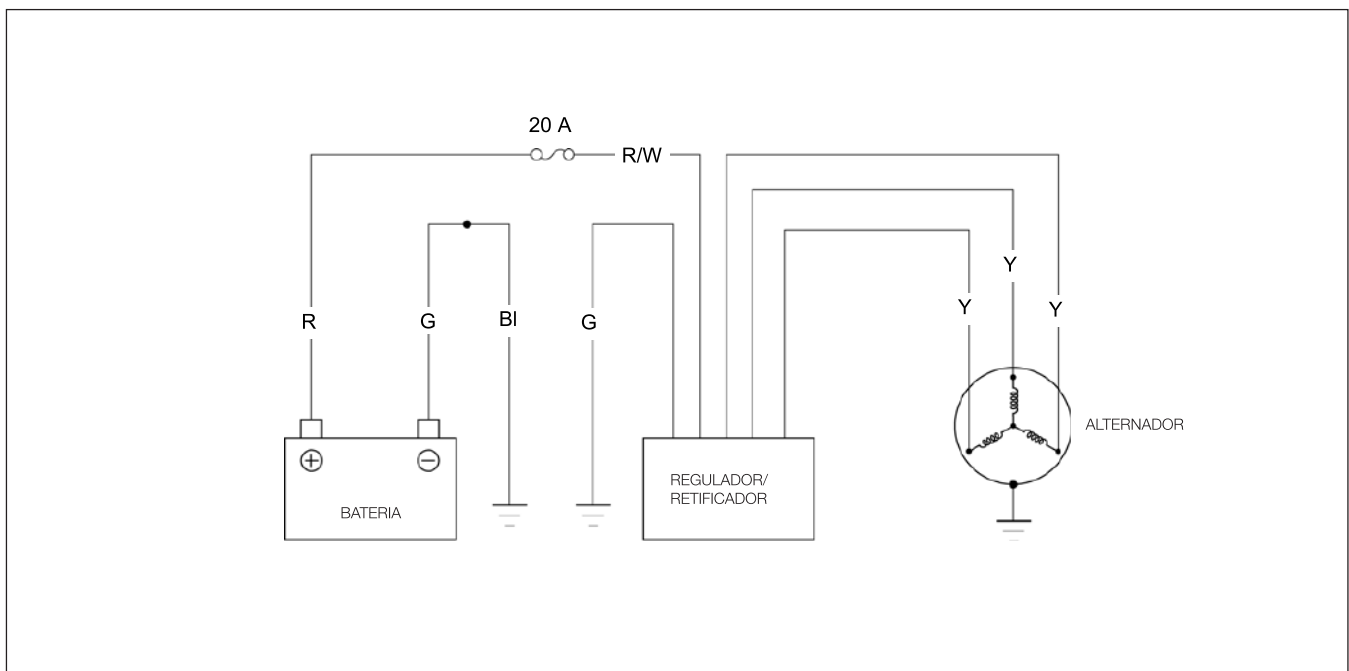 20 A
R/W
Y
Y
Y
R
G
Bl
G
ALTERNADOR
REGULADOR/
RETIFICADOR
BATERIA